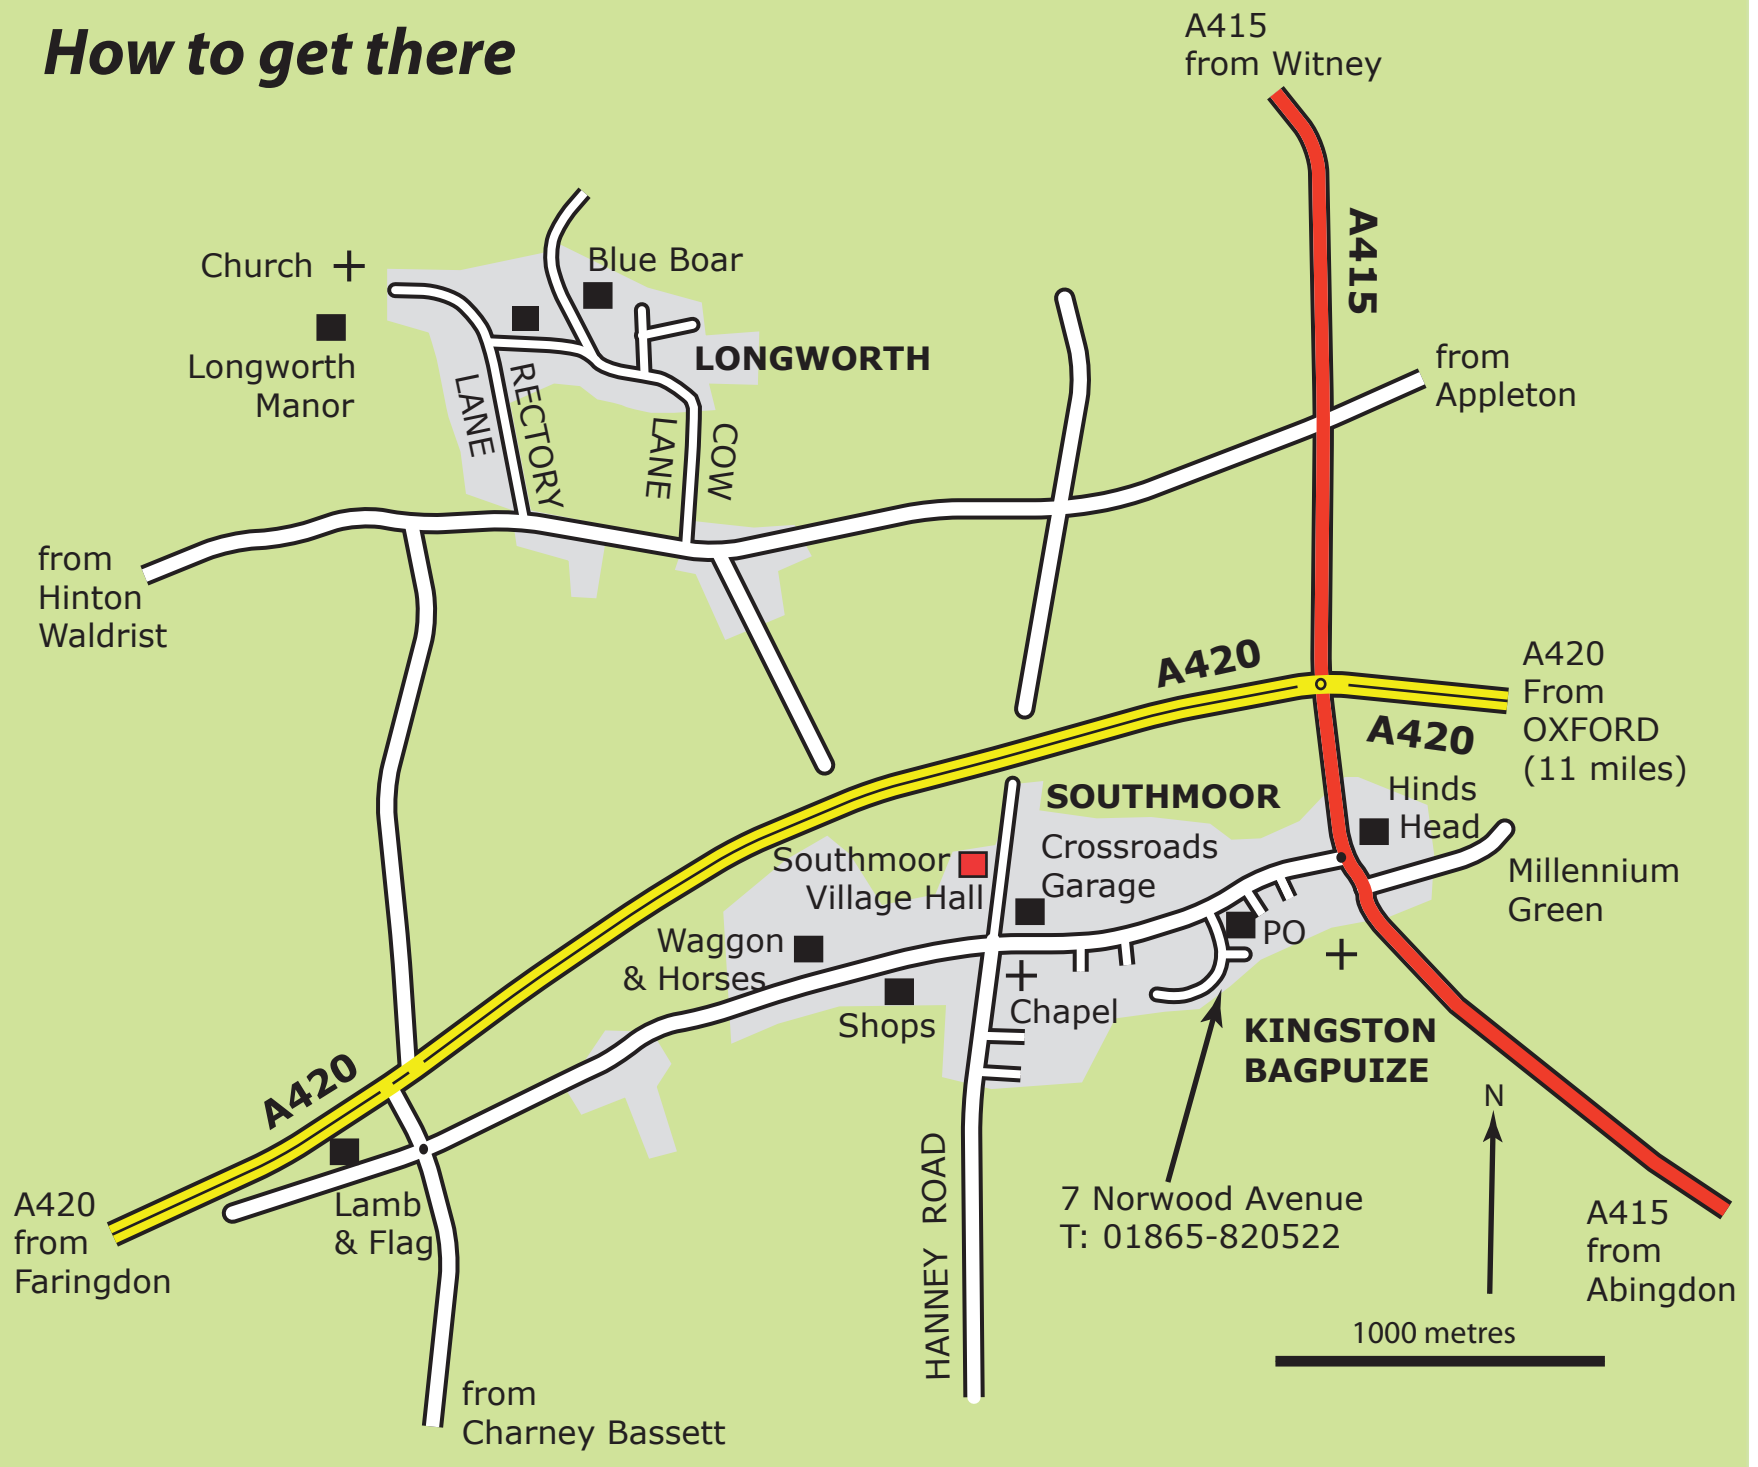 How to get there
A415
from Witney
A415
Church
Blue Boar
Longworth
Manor
LONGWORTH
RECTORY
LANE
COW
LANE
from
Appleton
from
Hinton
Waldrist
A420
A420
From
OXFORD
(11 miles)
A420
SOUTHMOOR
Hinds
Head
Southmoor
Village Hall
Crossroads
Garage
Millennium
Green
Waggon
& Horses
PO
Shops
Chapel
KINGSTON
BAGPUIZE
A420
N
HANNEY ROAD
7 Norwood Avenue
T: 01865-820522
A420
from
Faringdon
Lamb
& Flag
A415
from
Abingdon
1000 metres
from
Charney Bassett